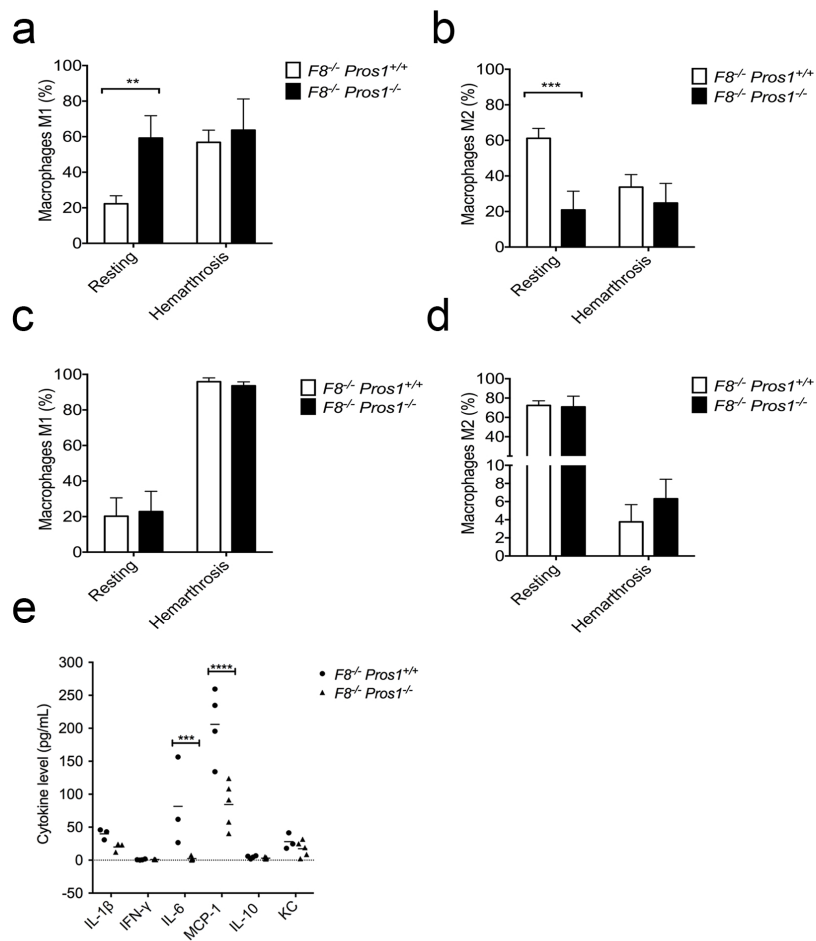 a
Macrophages M1 (%)
100
80
60
40
20
0
**
Resting
Hemarthrosis
F8-/- Pros1+/+
F8-/- Pros1-/-
b
Macrophages M2 (%)
100
80
60
40
20
0
***
Resting
Hemarthrosis
F8-/- Pros1+/+
F8-/- Pros1-/-
c
Macrophages M1 (%)
100
80
60
40
20
0
Resting
Hemarthrosis
F8-/- Pros1+/+
F8-/- Pros1-/-
d
Macrophages M2 (%)
100
80
60
40
10
8
6
4
2
0
Resting
Hemarthrosis
F8-/- Pros1+/+
F8-/- Pros1-/-
e
Cytokine level (pg/mL)
300
250
200
150
100
50
0
-50
***
****
IL-1β
IFN-γ
IL-6
MCP-1
IL-10
KC
F8-/- Pros1+/+
F8-/- Pros1-/-